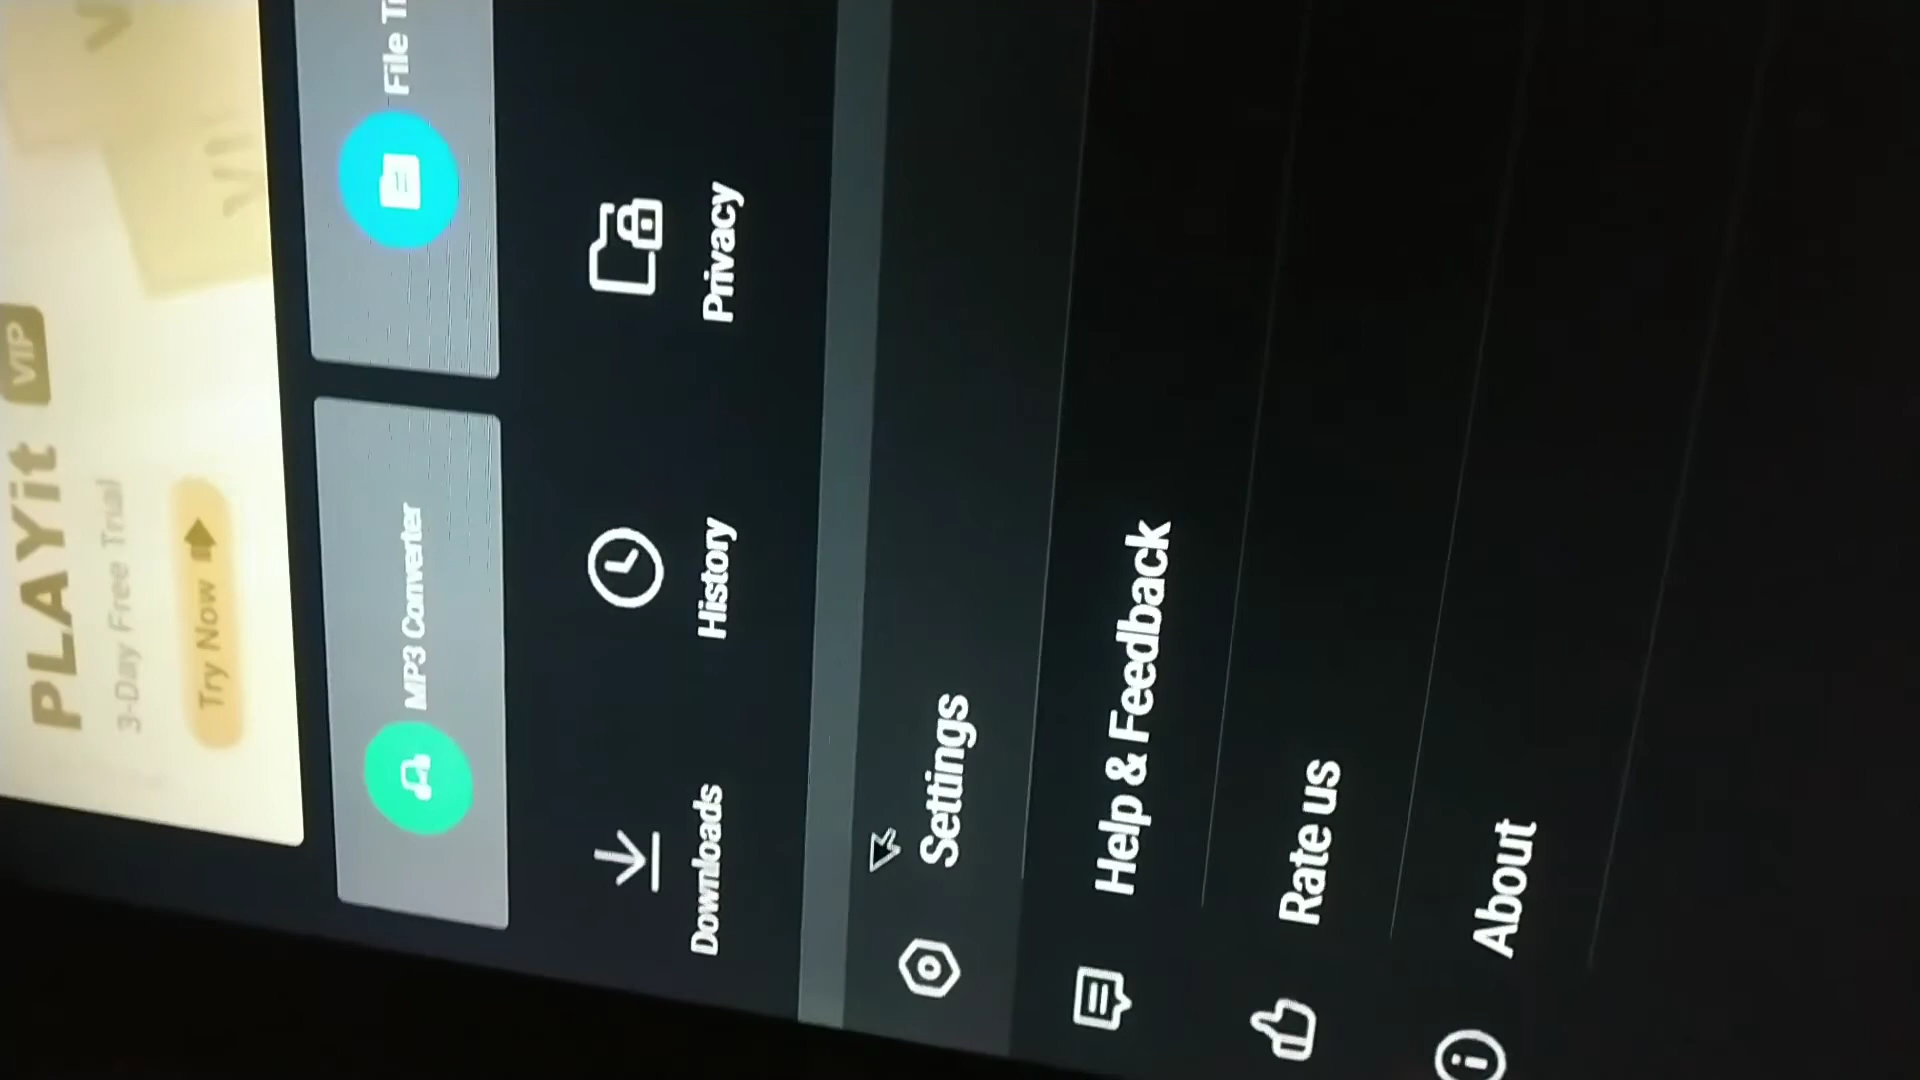 PLAYit VIP
3-Day Free Trial
Try Now
MP3 Converter
File
Downloads
History
Privacy
Settings
Help & Feedback
Rate us
About